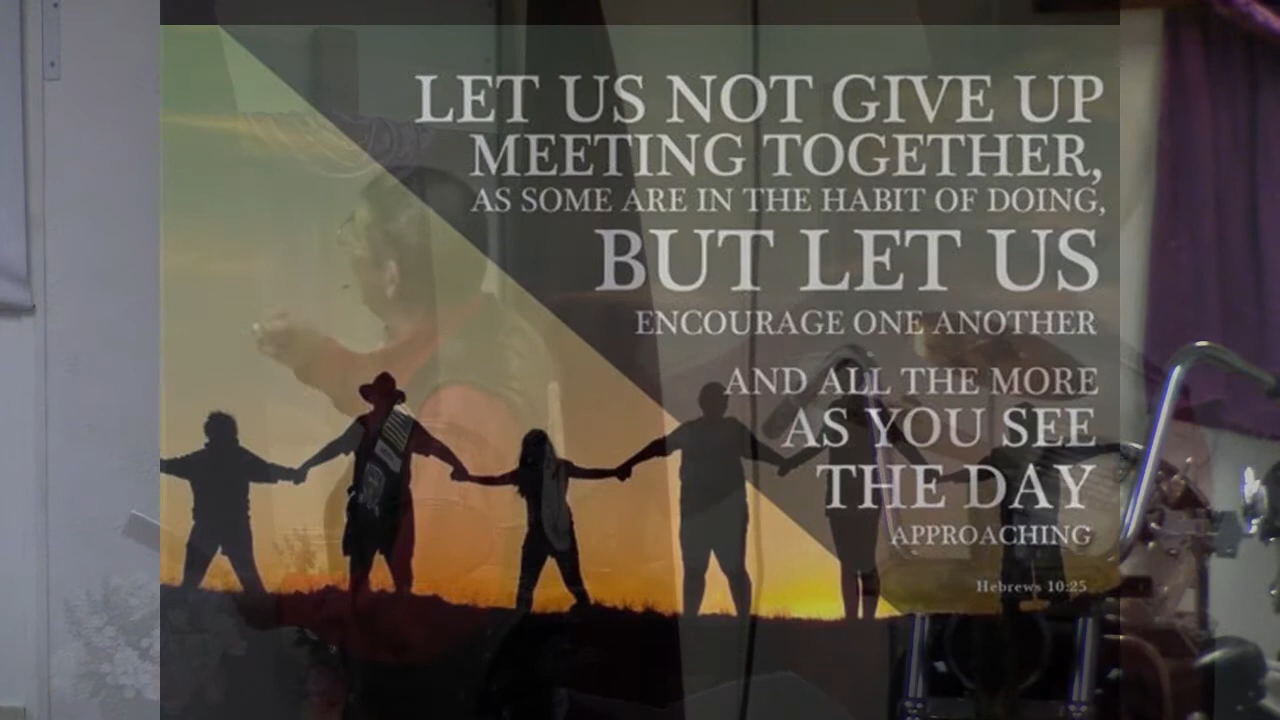 LET US NOT GIVE UP
MEETING TOGETHER,
AS SOME ARE IN THE HABIT OF DOING,
BUT LET US
ENCOURAGE ONE ANOTHER
AND ALL THE MORE
AS YOU SEE
THE DAY
APPROACHING
Hebrews 10:25